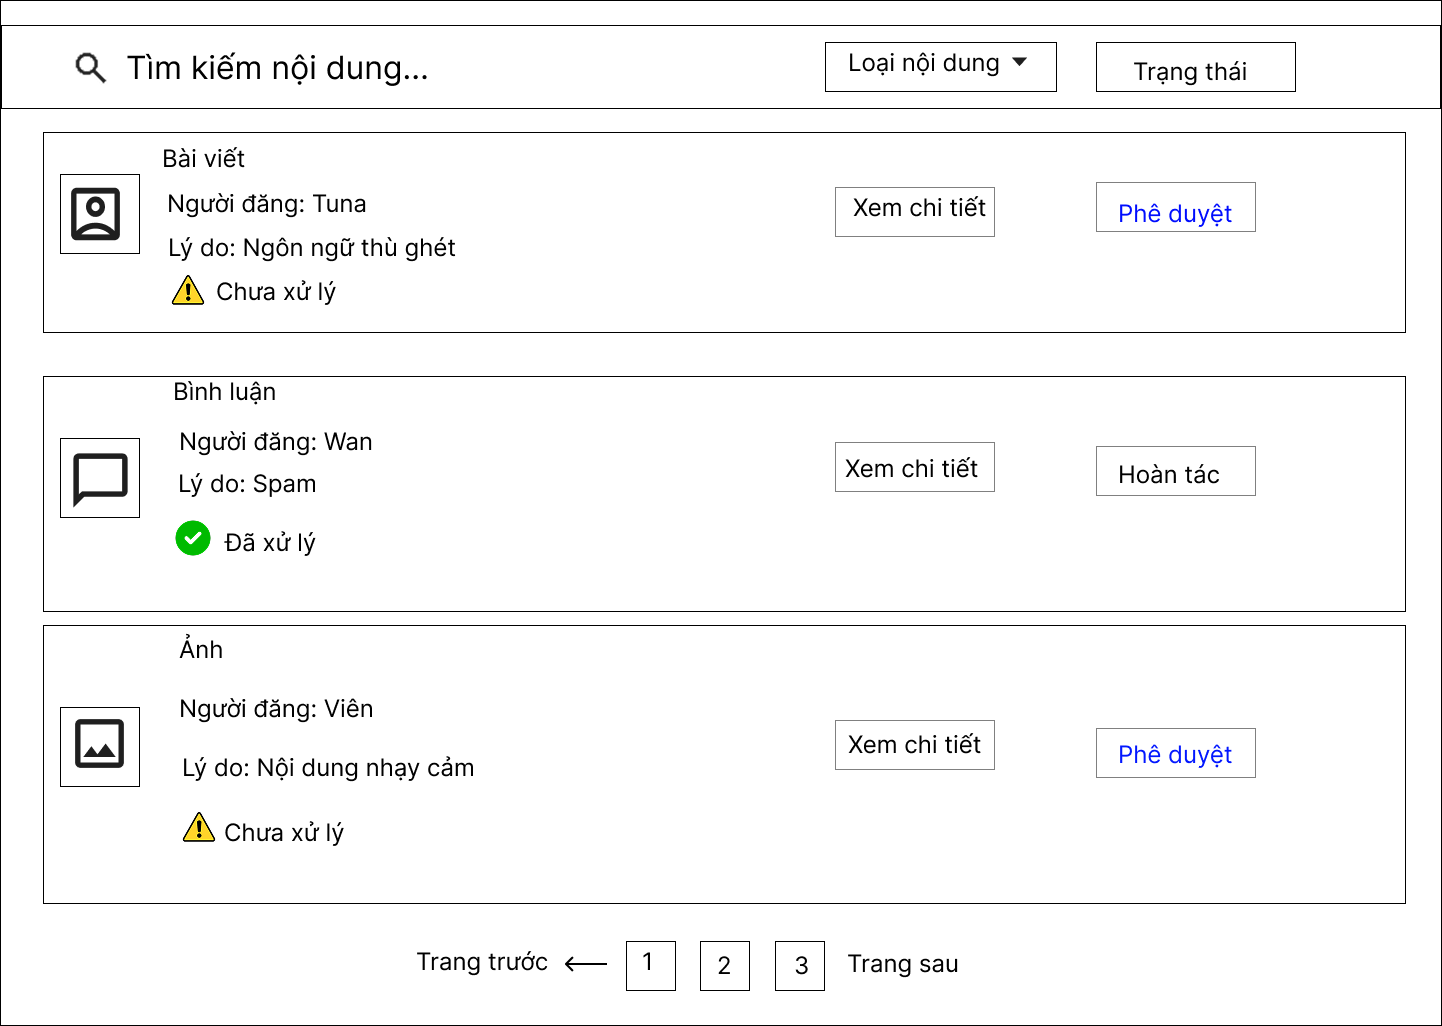 Tìm kiếm nội dung...
Loại nội dung
Trạng thái
Bài viết
Người đăng: Tuna
Lý do: Ngôn ngữ thù ghét
Chưa xử lý
Xem chi tiết
Phê duyệt
Bình luận
Người đăng: Wan
Lý do: Spam
Đã xử lý
Xem chi tiết
Hoàn tác
Ảnh
Người đăng: Viên
Lý do: Nội dung nhạy cảm
Chưa xử lý
Xem chi tiết
Phê duyệt
Trang trước 1 2 3 Trang sau